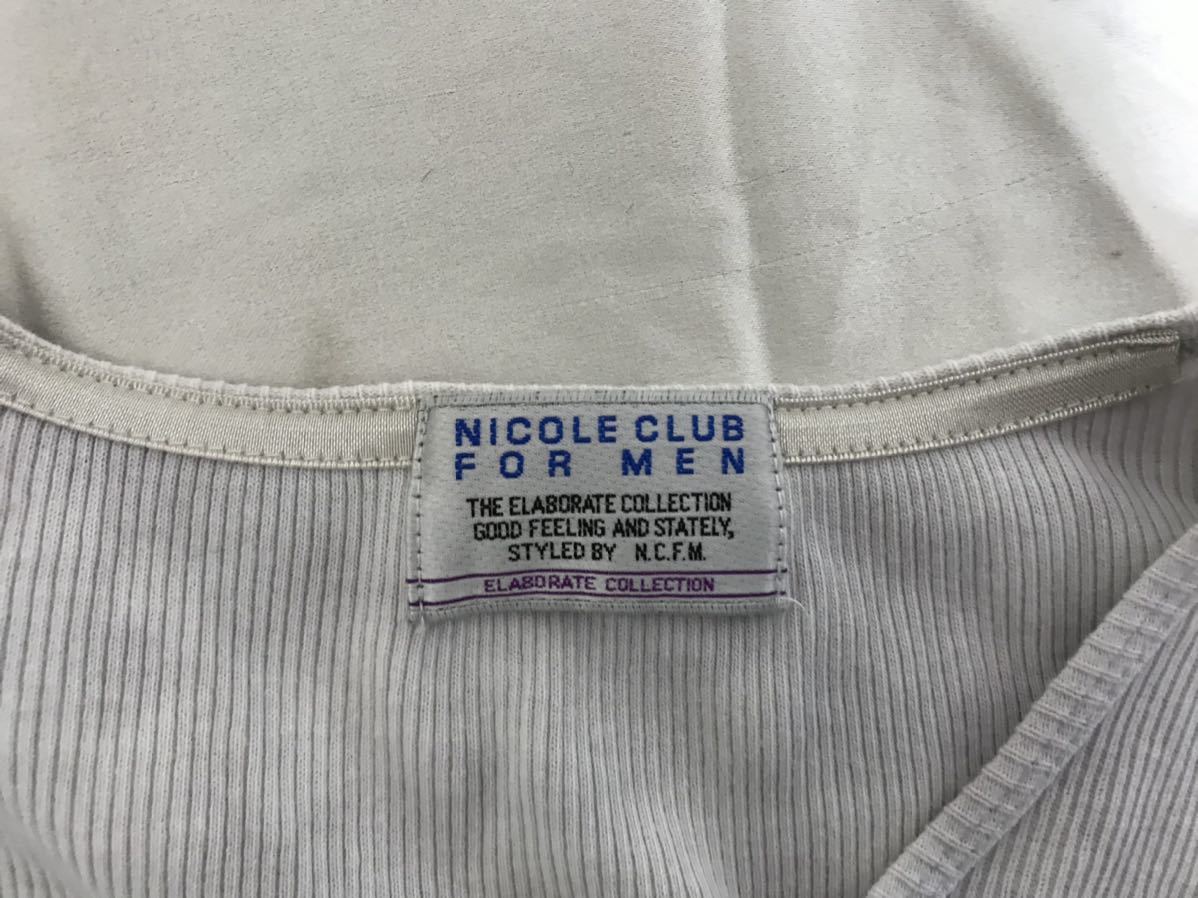 NICOLE CLUB
FOR MEN
THE ELABORATE COLLECTION
GOOD FEELING AND STATELY,
STYLED BY N.C.F.M.
ELABORATE COLLECTION